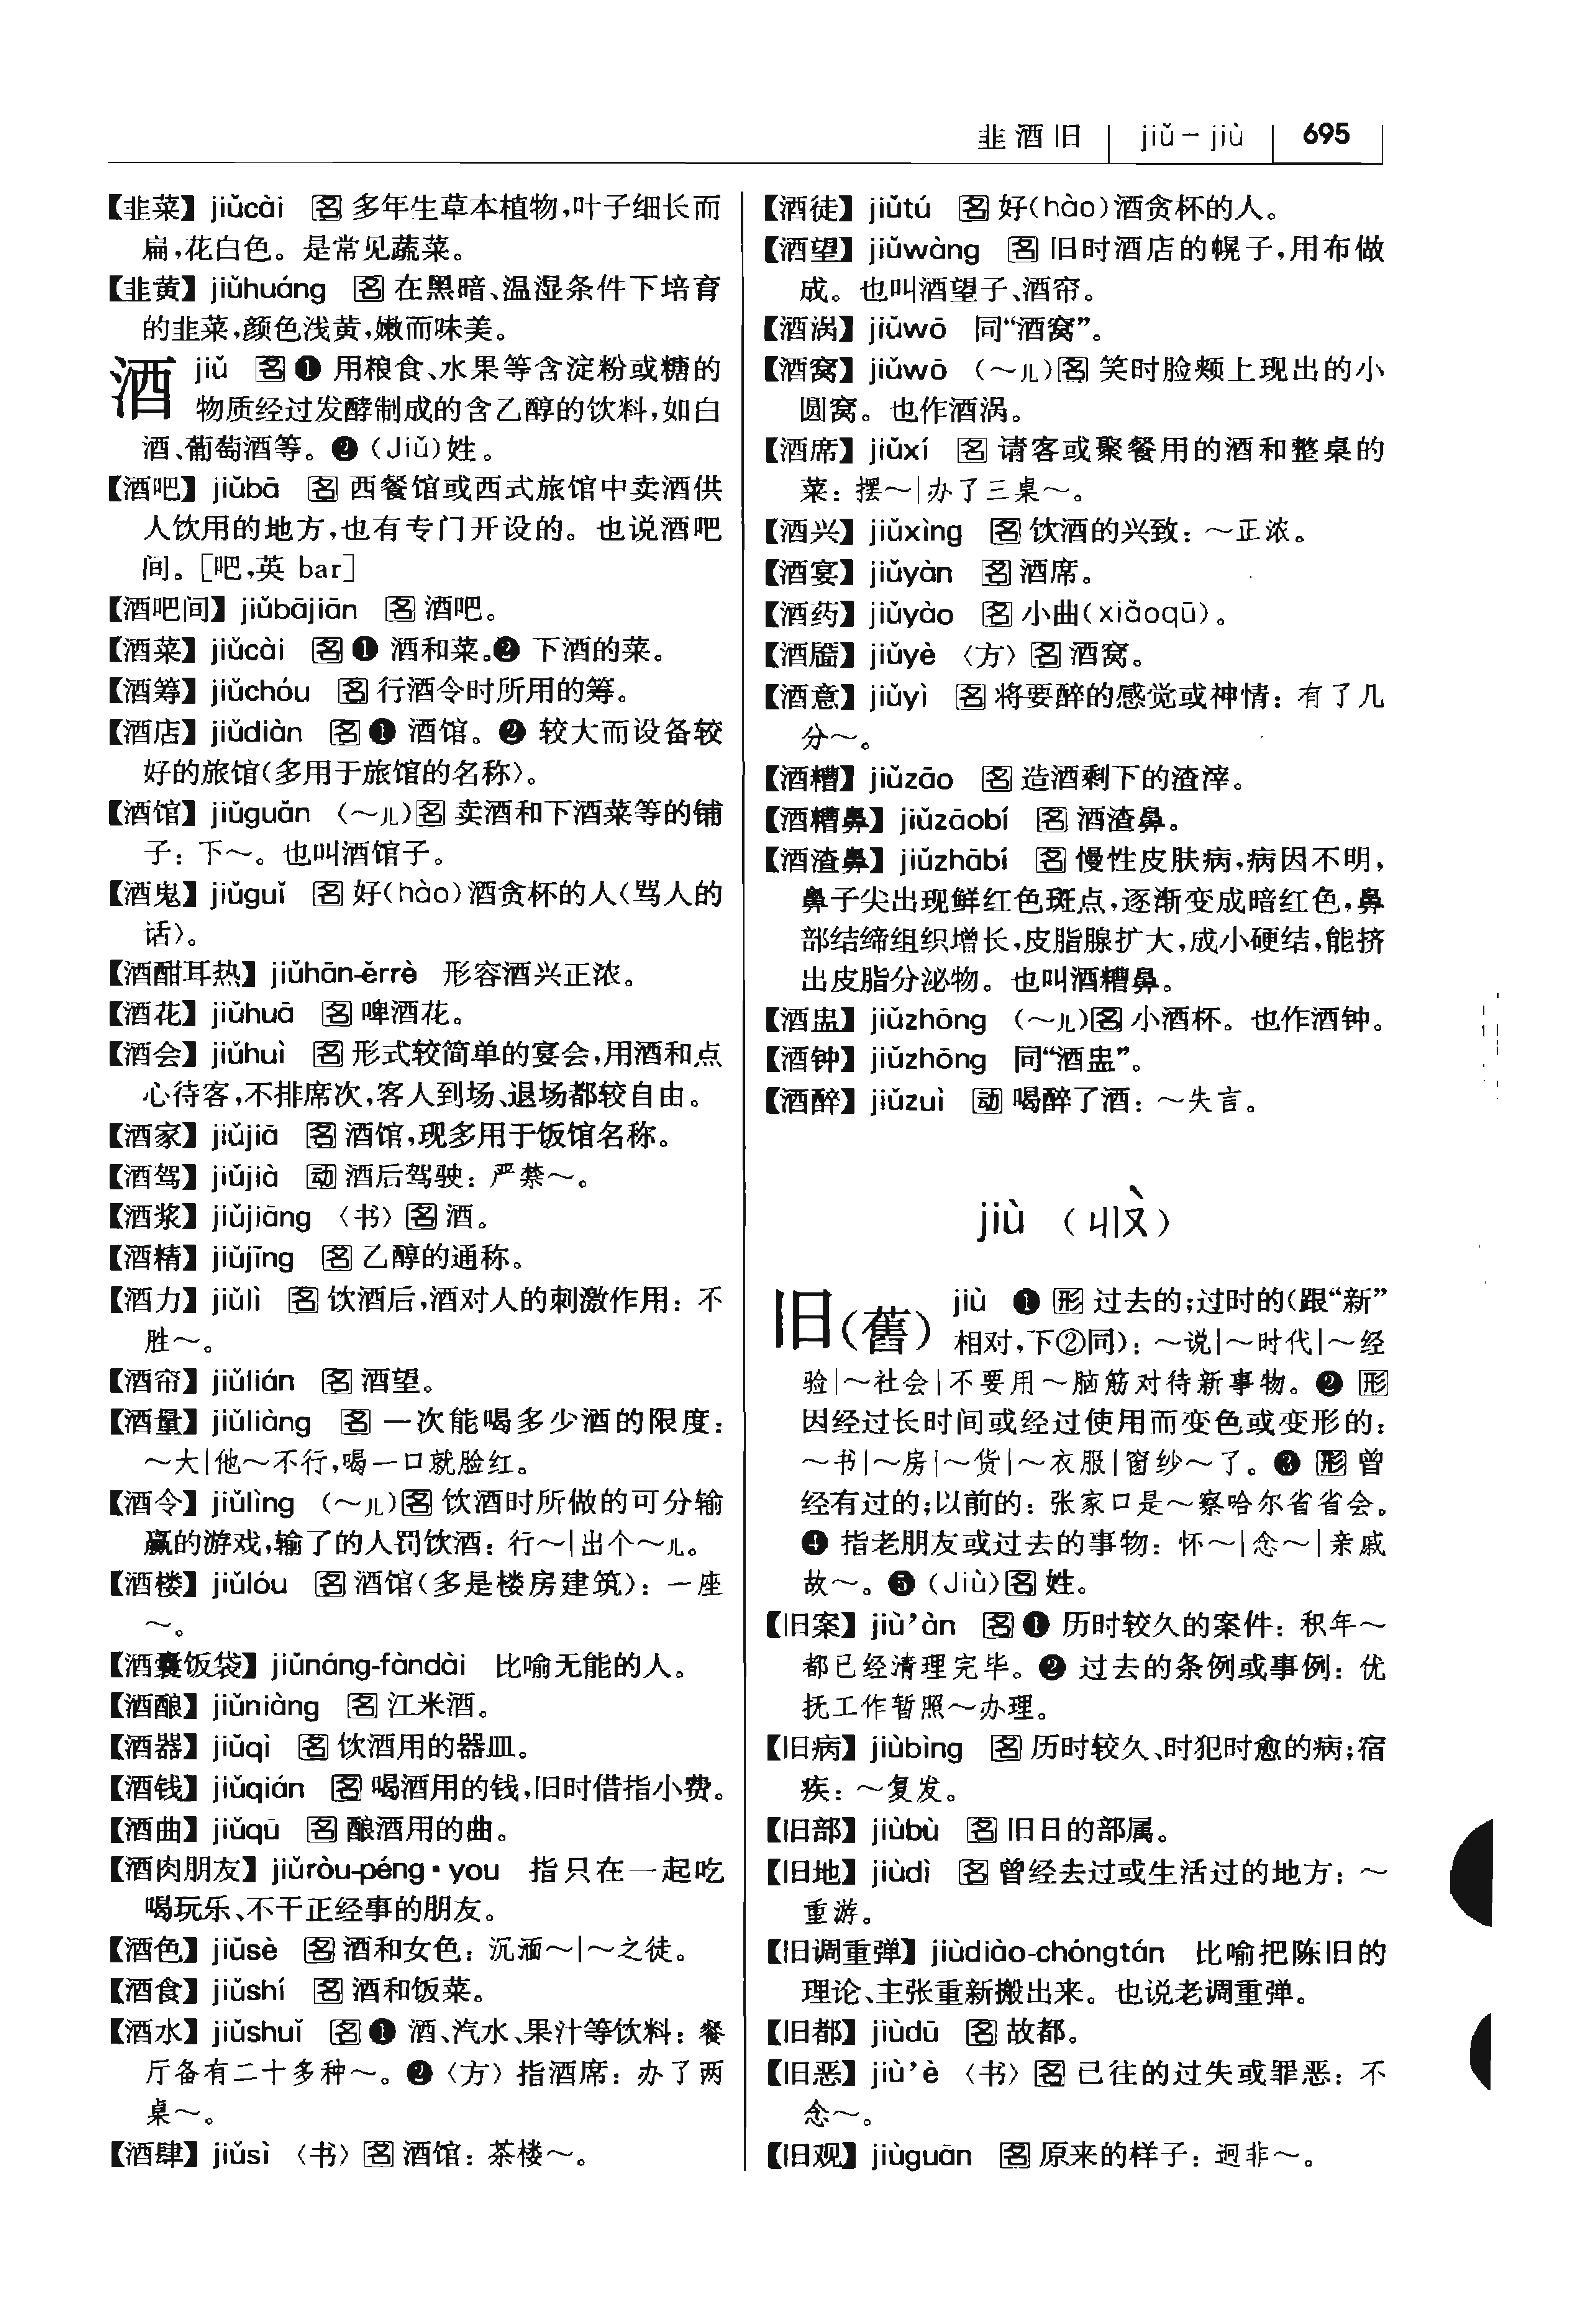 韭酒旧 jiǔ－jiù 695
【韭菜】jiǔcài 名 多年生草本植物,叶子细长而
扁,花白色。是常见蔬菜。
【韭黄】jiǔhuáng 名 在黑暗、温湿条件下培育
的韭菜,颜色浅黄,嫩而味美。
酒 jiǔ 名❶ 用粮食、水果等含淀粉或糖的
物质经过发酵制成的含乙醇的饮料,如白
酒、葡萄酒等。❷（Jiǔ)姓。
【酒吧】jiǔbā 名 西餐馆或西式旅馆中卖酒供
人饮用的地方,也有专门开设的。也说酒吧
间。[吧,英 bar]
【酒吧间】jiǔbājiān 名 酒吧。
【酒菜】jiǔcài 名❶ 酒和菜。❷ 下酒的菜。
【酒筹】jiǔchóu 名 行酒令时所用的筹。
【酒店】jiǔdiàn 名❶ 酒馆。❷ 较大而设备较
好的旅馆(多用于旅馆的名称)。
【酒馆】jiǔguǎn （～儿)名 卖酒和下酒菜等的铺
子：下～。也叫酒馆子。
【酒鬼】jiǔguǐ 名 好(hào)酒贪杯的人(骂人的
话)。
【酒酣耳热】jiǔhān-ěrrè 形容酒兴正浓。
【酒花】jiǔhuā 名 啤酒花。
【酒会】jiǔhuì 名 形式较简单的宴会,用酒和点
心待客,不排席次,客人到场、退场都较自由。
【酒家】jiǔjiā 名 酒馆,现多用于饭馆名称。
【酒驾】jiǔjià 动 酒后驾驶：严禁～。
【酒浆】jiǔjiāng 〈书〉名 酒。
【酒精】jiǔjīng 名 乙醇的通称。
【酒力】jiǔlì 名 饮酒后,酒对人的刺激作用：不
胜～。
【酒帘】jiǔlián 名 酒望。
【酒量】jiǔliàng 名 一次能喝多少酒的限度：
～大|他～不行,喝一口就脸红。
【酒令】jiǔlìng （～儿)名 饮酒时所做的可分输
赢的游戏,输了的人罚饮酒：行～|出个～儿。
【酒楼】jiǔlóu 名 酒馆(多是楼房建筑)：一座
～。
【酒囊饭袋】jiǔnáng-fàndài 比喻无能的人。
【酒酿】jiǔniàng 名 江米酒。
【酒器】jiǔqì 名 饮酒用的器皿。
【酒钱】jiǔqián 名 喝酒用的钱,旧时借指小费。
【酒曲】jiǔqū 名 酿酒用的曲。
【酒肉朋友】jiǔròu-péng·you 指只在一起吃
喝玩乐、不干正经事的朋友。
【酒色】jiǔsè 名 酒和女色：沉湎～|～之徒。
【酒食】jiǔshí 名 酒和饭菜。
【酒水】jiǔshuǐ 名❶ 酒、汽水、果汁等饮料：餐
厅备有二十多种～。❷〈方〉指酒席：办了两
桌～。
【酒肆】jiǔsì 〈书〉名 酒馆：茶楼～。
【酒徒】jiǔtú 名 好(hào)酒贪杯的人。
【酒望】jiǔwàng 名 旧时酒店的幌子,用布做
成。也叫酒望子、酒帘。
【酒涡】jiǔwō 同“酒窝”。
【酒窝】jiǔwō （～儿)名 笑时脸颊上现出的小
圆窝。也作酒涡。
【酒席】jiǔxí 名 请客或聚餐用的酒和整桌的
菜：摆～|办了三桌～。
【酒兴】jiǔxìng 名 饮酒的兴致：～正浓。
【酒宴】jiǔyàn 名 酒席。
【酒药】jiǔyào 名 小曲(xiǎoqū)。
【酒靥】jiǔyè 〈方〉名 酒窝。
【酒意】jiǔyì 名 将要醉的感觉或神情：有了几
分～。
【酒糟】jiǔzāo 名 造酒剩下的渣滓。
【酒糟鼻】jiǔzāobí 名 酒渣鼻。
【酒渣鼻】jiǔzhābí 名 慢性皮肤病,病因不明,
鼻子尖出现鲜红色斑点,逐渐变成暗红色,鼻
部结缔组织增长,皮脂腺扩大,成小硬结,能挤
出皮脂分泌物。也叫酒糟鼻。
【酒盅】jiǔzhōng （～儿)名 小酒杯。也作酒钟。
【酒钟】jiǔzhōng 同“酒盅”。
【酒醉】jiǔzuì 动 喝醉了酒：～失言。
jiù （ㄐㄧㄡˋ）
旧(舊) jiù ❶ 形 过去的;过时的(跟“新”
相对,下②同)：～说|～时代|～经
验|～社会|不要用～脑筋对待新事物。❷ 形
因经过长时间或经过使用而变色或变形的：
～书|～房|～货|～衣服|窗纱～了。❸ 形 曾
经有过的;以前的：张家口是～察哈尔省省会。
❹ 指老朋友或过去的事物：怀～|念～|亲戚
故～。❺（Jiù)名 姓。
【旧案】jiù’àn 名❶ 历时较久的案件：积年～
都已经清理完毕。❷ 过去的条例或事例：优
抚工作暂照～办理。
【旧病】jiùbìng 名 历时较久、时犯时愈的病;宿
疾：～复发。
【旧部】jiùbù 名 旧日的部属。
【旧地】jiùdì 名 曾经去过或生活过的地方：～
重游。
【旧调重弹】jiùdiào-chóngtán 比喻把陈旧的
理论、主张重新搬出来。也说老调重弹。
【旧都】jiùdū 名 故都。
【旧恶】jiù’è 〈书〉名 已往的过失或罪恶：不
念～。
【旧观】jiùguān 名 原来的样子：迥非～。